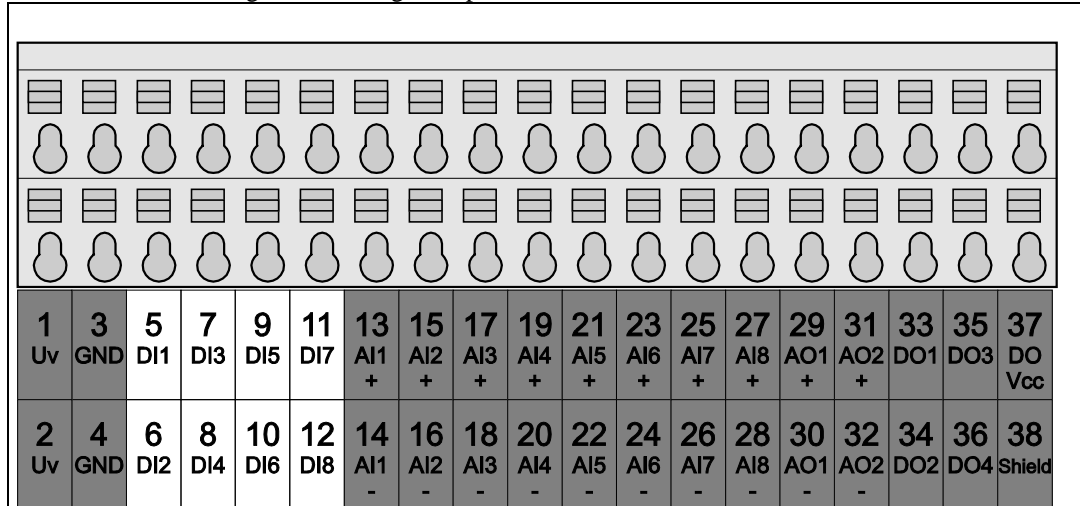 1 3 5 7 9 11 13 15 17 19 21 23 25 27 29 31 33 35 37
Uv GND DI1 DI3 DI5 DI7 AI1 AI2 AI3 AI4 AI5 AI6 AI7 AI8 AO1 AO2 DO1 DO3 DO
+ + + + + + + + + + Vcc
2 4 6 8 10 12 14 16 18 20 22 24 26 28 30 32 34 36 38
Uv GND DI2 DI4 DI6 DI8 AI1 AI2 AI3 AI4 AI5 AI6 AI7 AI8 AO1 AO2 DO2 DO4 Shield
- - - - - - - - - -